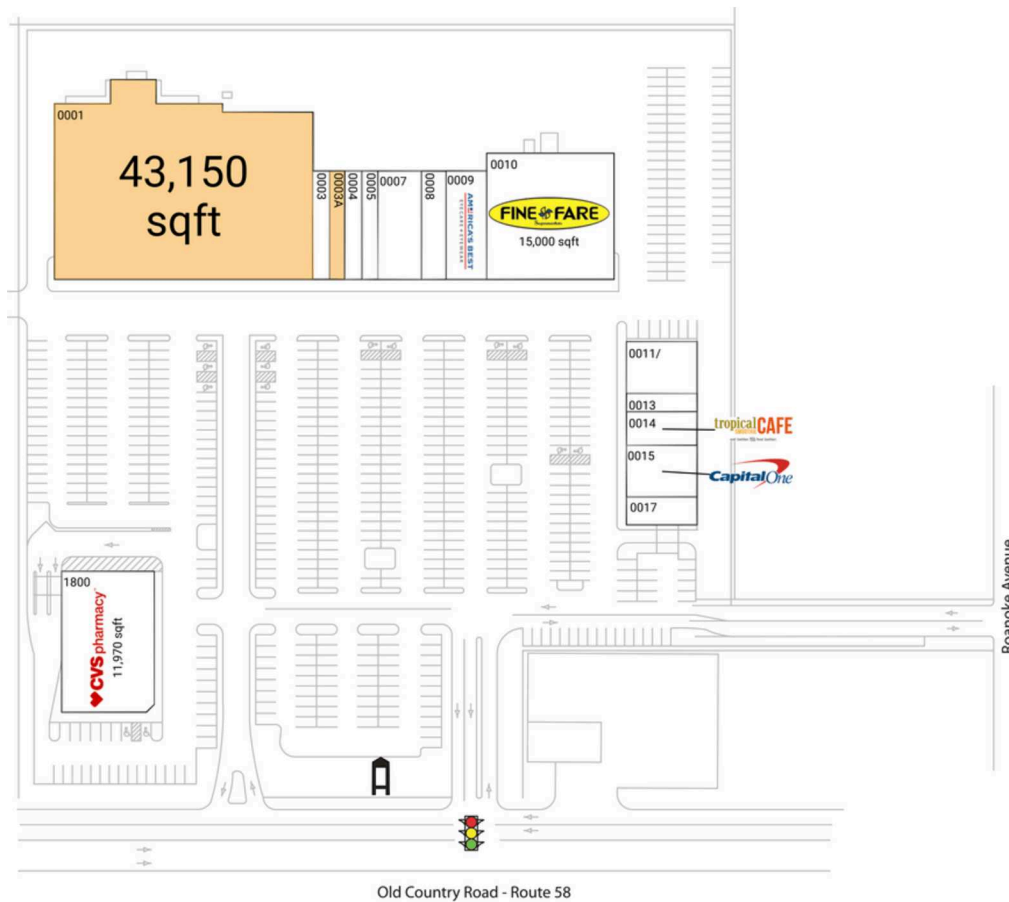 0001
43,150
sqft
0003
0003A
0004
0005
0007
0008
0009
AMERICA'S BEST
0010
FINE FARE
15,000 sqft
0011/
0013
0014
tropical CAFE
0015
Capital One
0017
1800
CVS pharmacy
11,970 sqft
Roanoke Avenue
Old Country Road - Route 58